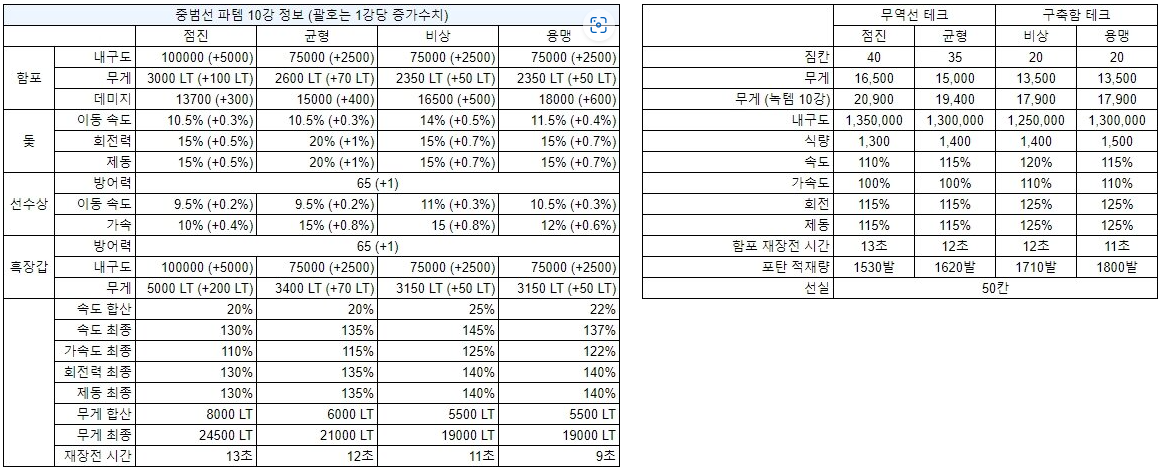 중범선 파템 10강 정보 (괄호는 1강당 증가수치)
점진 균형 비상 용맹
함포 내구도 100000 (+5000) 75000 (+2500) 75000 (+2500) 75000 (+2500)
무게 3000 LT (+100 LT) 2600 LT (+70 LT) 2350 LT (+50 LT) 2350 LT (+50 LT)
데미지 13700 (+300) 15000 (+400) 16500 (+500) 18000 (+600)
돛 이동 속도 10.5% (+0.3%) 10.5% (+0.3%) 14% (+0.5%) 11.5% (+0.4%)
회전력 15% (+0.5%) 20% (+1%) 15% (+0.7%) 15% (+0.7%)
제동 15% (+0.5%) 20% (+1%) 15% (+0.7%) 15% (+0.7%)
선수상 방어력 65 (+1)
이동 속도 9.5% (+0.2%) 9.5% (+0.2%) 11% (+0.3%) 10.5% (+0.3%)
가속 10% (+0.4%) 15% (+0.8%) 15 (+0.8%) 12% (+0.6%)
흑장갑 방어력 65 (+1)
내구도 100000 (+5000) 75000 (+2500) 75000 (+2500) 75000 (+2500)
무게 5000 LT (+200 LT) 3400 LT (+70 LT) 3150 LT (+50 LT) 3150 LT (+50 LT)
속도 합산 20% 20% 25% 22%
속도 최종 130% 135% 145% 137%
가속도 최종 110% 115% 125% 122%
회전력 최종 130% 135% 140% 140%
제동 최종 130% 135% 140% 140%
무게 합산 8000 LT 6000 LT 5500 LT 5500 LT
무게 최종 24500 LT 21000 LT 19000 LT 19000 LT
재장전 시간 13초 12초 11초 9초
무역선 테크 구축함 테크
점진 균형 비상 용맹
짐칸 40 35 20 20
무게 16,500 15,000 13,500 13,500
무게 (녹템 10강) 20,900 19,400 17,900 17,900
내구도 1,350,000 1,300,000 1,250,000 1,300,000
식량 1,300 1,400 1,400 1,500
속도 110% 115% 120% 115%
가속도 100% 100% 110% 110%
회전 115% 115% 125% 125%
제동 115% 115% 125% 125%
함포 재장전 시간 13초 12초 12초 11초
포탄 적재량 1530발 1620발 1710발 1800발
선실 50칸